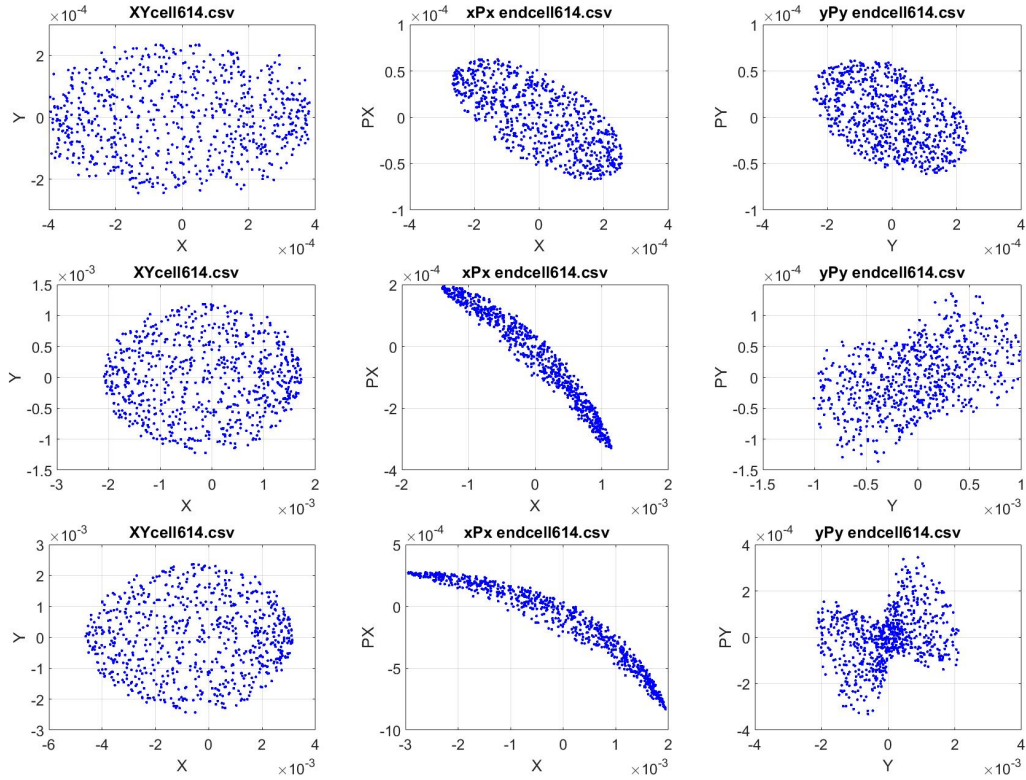 XYcell614.csv
×10⁻⁴
2
0
-2
Y
-4 -2 0 2 4
X
×10⁻⁴
xPx endcell614.csv
×10⁻⁴
1
0.5
0
-0.5
-1
PX
-4 -2 0 2 4
X
×10⁻⁴
yPy endcell614.csv
×10⁻⁴
1
0.5
0
-0.5
-1
PY
-4 -2 0 2 4
Y
×10⁻⁴
XYcell614.csv
×10⁻³
1.5
1
0.5
0
-0.5
-1
-1.5
Y
-3 -2 -1 0 1 2
X
×10⁻³
xPx endcell614.csv
×10⁻⁴
2
0
-2
-4
PX
-2 -1 0 1 2
X
×10⁻³
yPy endcell614.csv
×10⁻⁴
1.5
1
0.5
0
-0.5
-1
-1.5
PY
-1.5 -1 -0.5 0 0.5 1
Y
×10⁻³
XYcell614.csv
×10⁻³
3
2
1
0
-1
-2
-3
Y
-6 -4 -2 0 2 4
X
×10⁻³
xPx endcell614.csv
×10⁻⁴
5
0
-5
-10
PX
-3 -2 -1 0 1 2
X
×10⁻³
yPy endcell614.csv
×10⁻⁴
4
2
0
-2
-4
PY
-4 -2 0 2 4
Y
×10⁻³